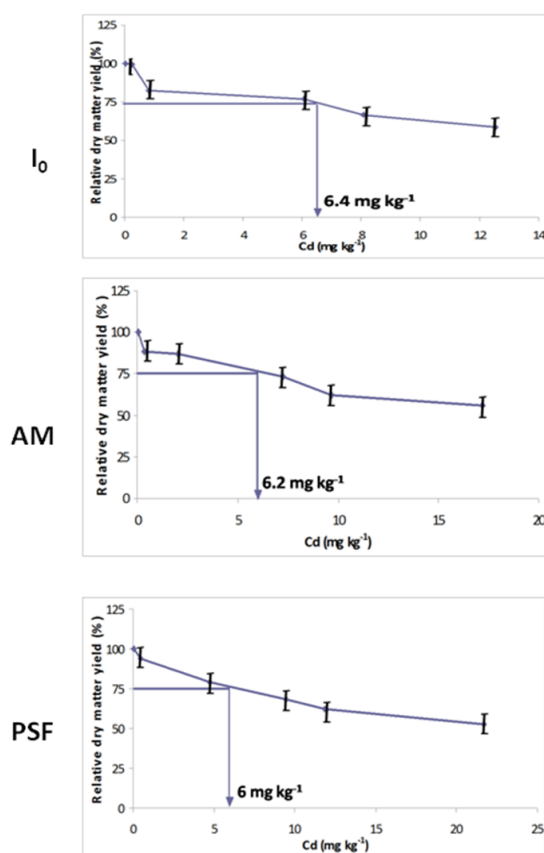 I₀
Relative dry matter yield (%)
125
100
75
50
25
0
6.4 mg kg⁻¹
0 2 4 6 8 10 12 14
Cd (mg kg⁻¹)
AM
Relative dry matter yield (%)
125
100
75
50
25
0
6.2 mg kg⁻¹
0 5 10 15 20
Cd (mg kg⁻¹)
PSF
Relative dry matter yield (%)
125
100
75
50
25
0
6 mg kg⁻¹
0 5 10 15 20 25
Cd (mg kg⁻¹)